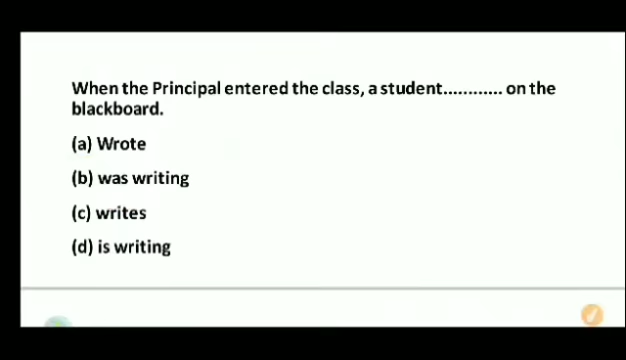 When the Principal entered the class, a student............ on the
blackboard.
(a) Wrote
(b) was writing
(c) writes
(d) is writing